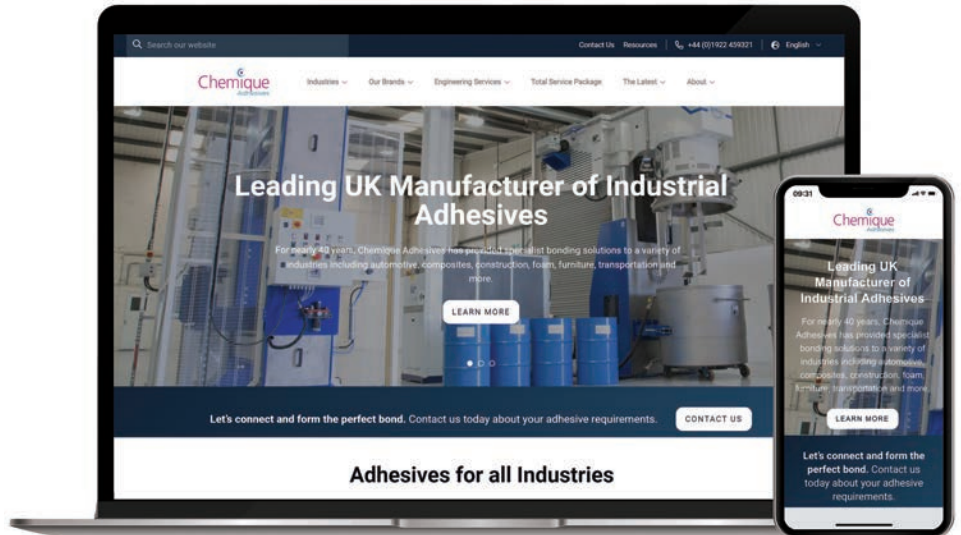 Search our website
Contact Us Resources +44 (0)1922 459321 English
Chemique
Adhesives
Industries Our Brands Engineering Services Total Service Package The Latest About
Leading UK Manufacturer of Industrial
Adhesives
For nearly 40 years, Chemique Adhesives has provided specialist bonding solutions to a variety of
industries including automotive, composites, construction, foam, furniture, transportation and
more.
LEARN MORE
Let's connect and form the perfect bond. Contact us today about your adhesive requirements.
CONTACT US
Adhesives for all Industries
09:31
Chemique
Adhesives
Leading UK
Manufacturer of
Industrial Adhesives
For nearly 40 years, Chemique
Adhesives has provided specialist
bonding solutions to a variety of
industries including automotive,
composites, construction, foam,
furniture, transportation and
more.
LEARN MORE
Let's connect and form the
perfect bond. Contact us
today about your adhesive
requirements.